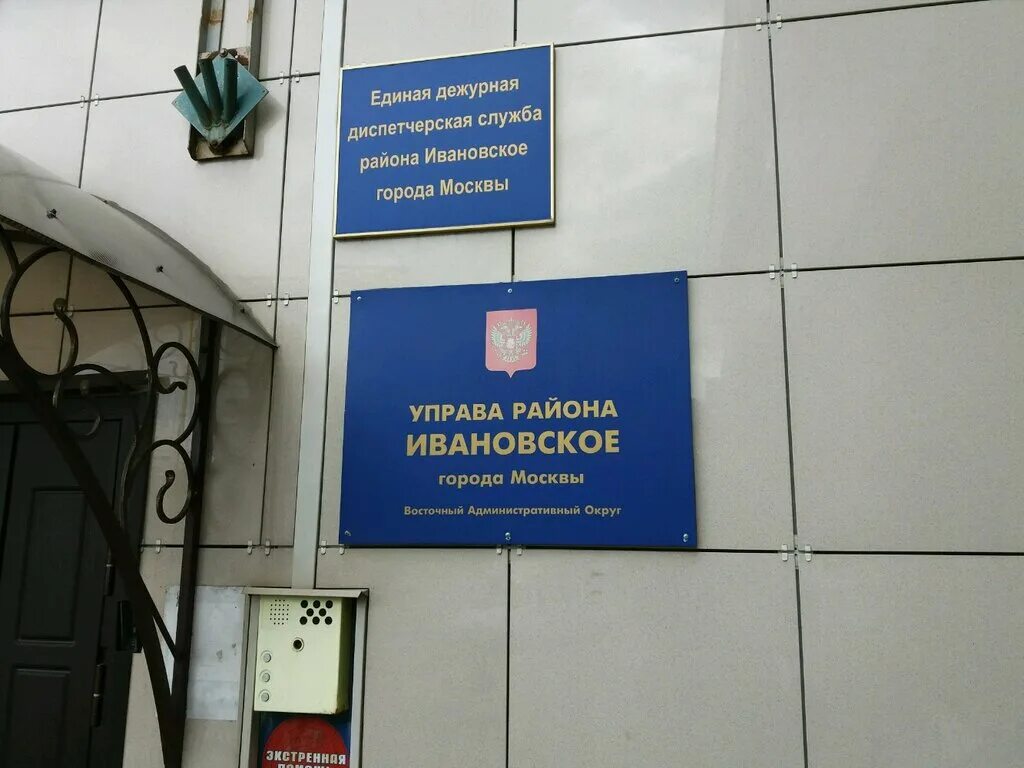 Единая дежурная
диспетчерская служба
района Ивановское
города Москвы
УПРАВА РАЙОНА
ИВАНОВСКОЕ
города Москвы
Восточный Административный Округ
ЭКСТРЕННАЯ